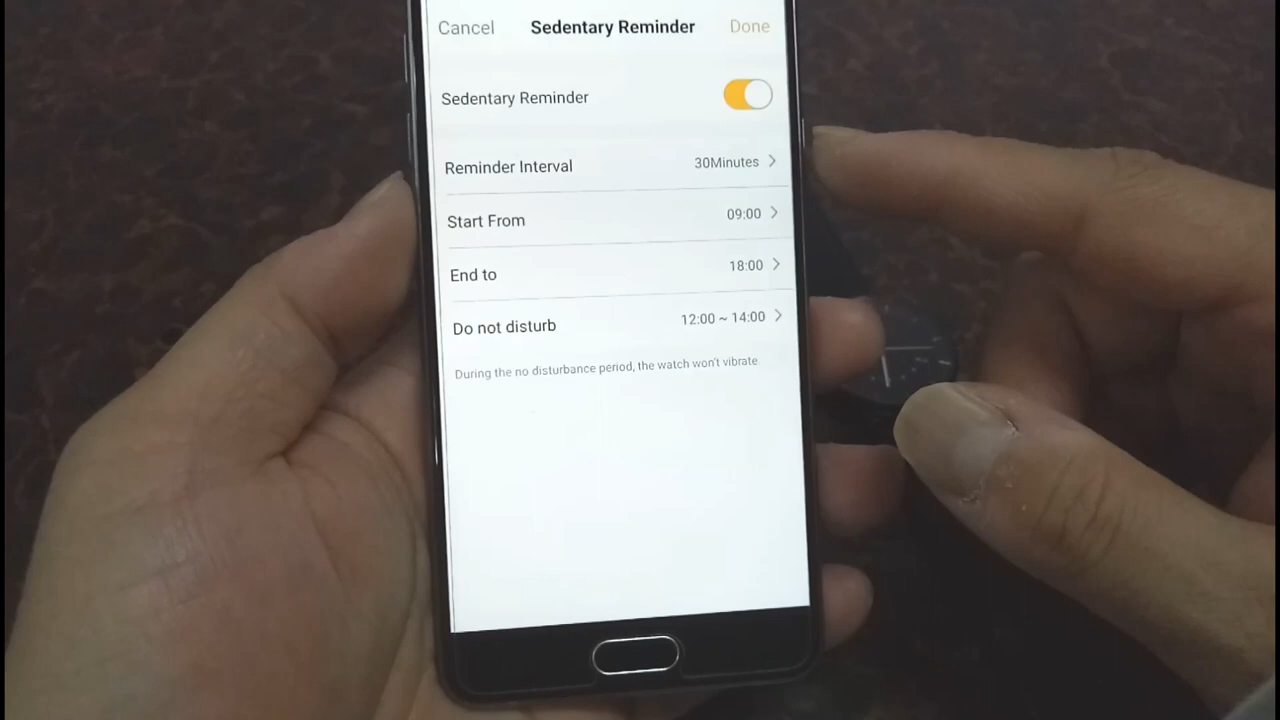 Cancel Sedentary Reminder Done
Sedentary Reminder
Reminder Interval 30Minutes
Start From 09:00
End to 18:00
Do not disturb 12:00 ~ 14:00
During the no disturbance period, the watch won't vibrate